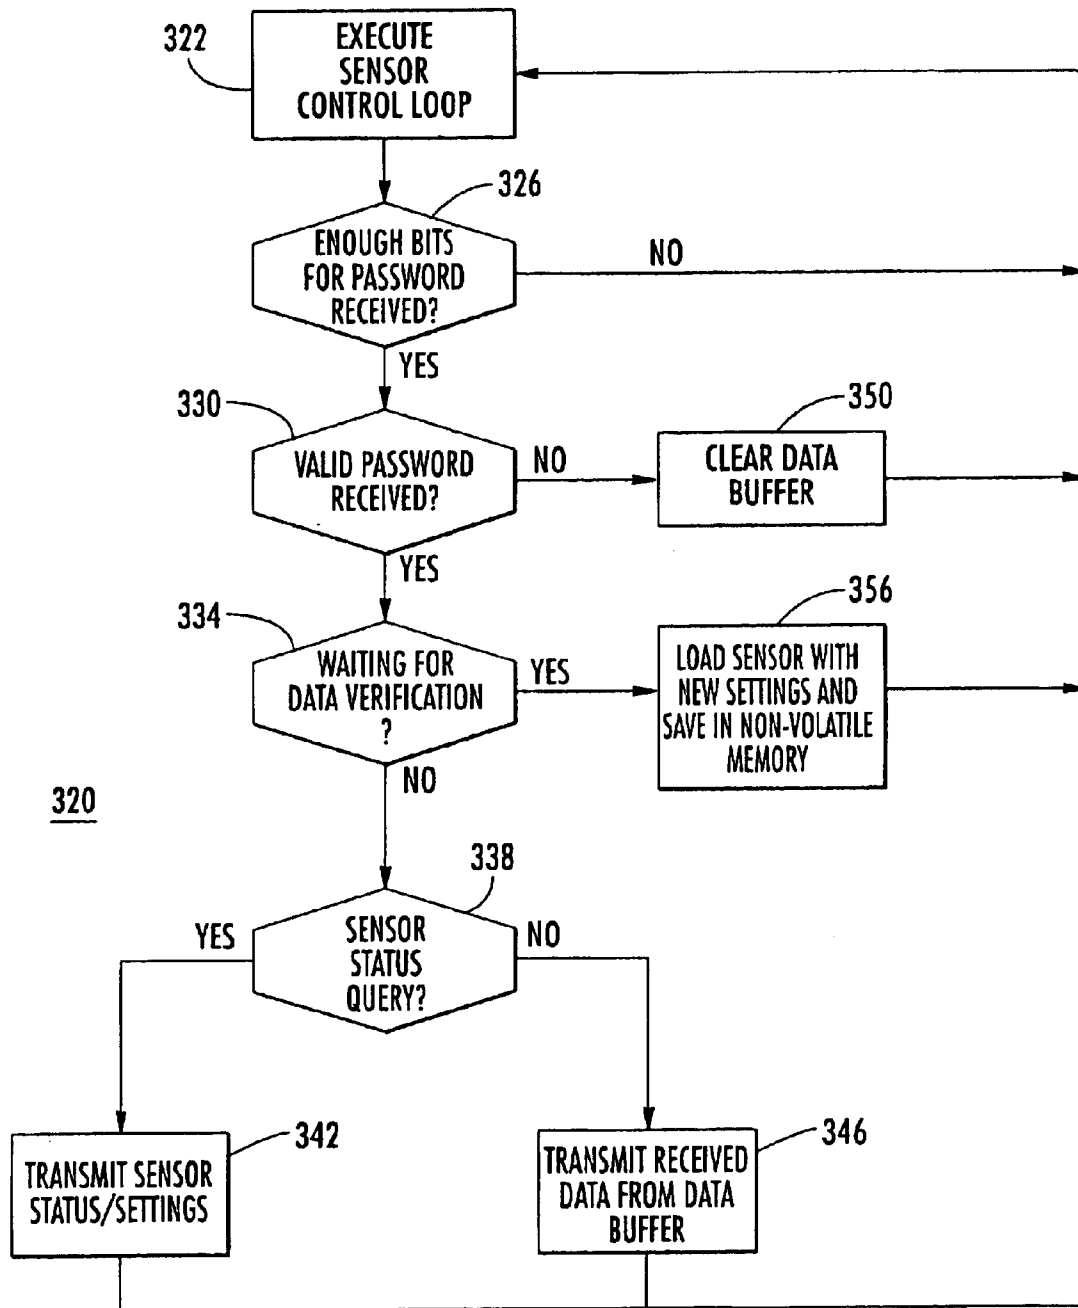 322
EXECUTE
SENSOR
CONTROL LOOP
326
ENOUGH BITS
FOR PASSWORD
RECEIVED?
NO
YES
330
VALID PASSWORD
RECEIVED?
NO
350
CLEAR DATA
BUFFER
YES
334
WAITING FOR
DATA VERIFICATION
?
YES
356
LOAD SENSOR WITH
NEW SETTINGS AND
SAVE IN NON-VOLATILE
MEMORY
NO
320
338
SENSOR
STATUS
QUERY?
YES
NO
342
TRANSMIT SENSOR
STATUS/SETTINGS
346
TRANSMIT RECEIVED
DATA FROM DATA
BUFFER